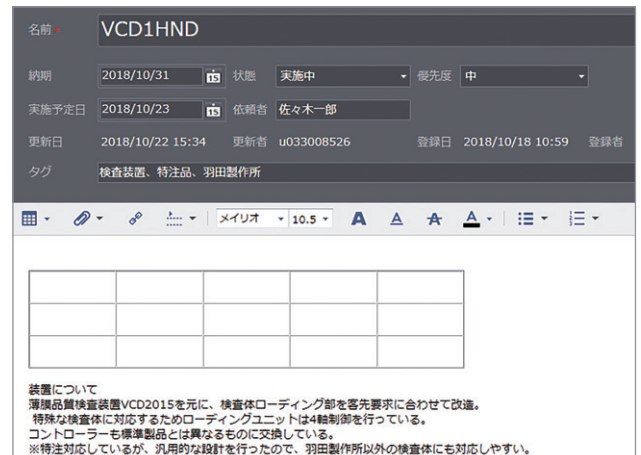 名前* VCD1HND
納期 2018/10/31 15 状態 実施中 優先度 中
実施予定日 2018/10/23 15 依頼者 佐々木一郎
更新日 2018/10/22 15:34 更新者 u033008526 登録日 2018/10/18 10:59 登録者
タグ 検査装置、特注品、羽田製作所
メイリオ 10.5 A A A A
装置について
薄膜品質検査装置VCD2015を元に、検査体ローディング部を客先要求に合わせて改造。
特殊な検査体に対応するためローディングユニットは4軸制御を行っている。
コントローラーも標準製品とは異なるものに交換している。
※特注対応しているが、汎用的な設計を行ったので、羽田製作所以外の検査体にも対応しやすい。